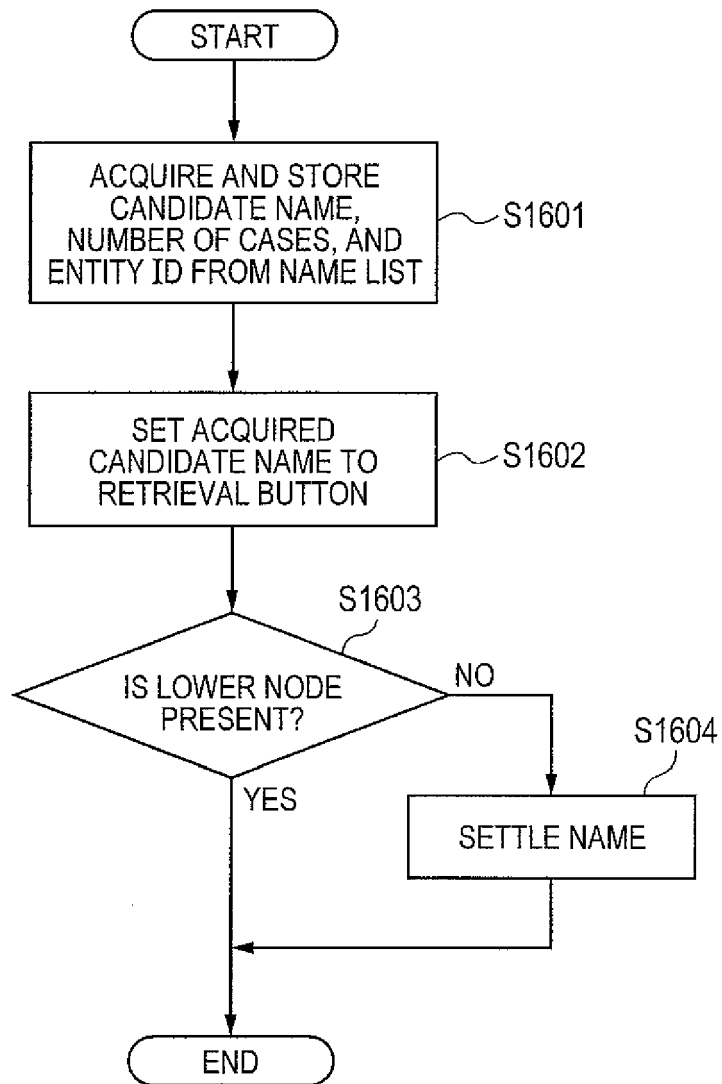 START
ACQUIRE AND STORE
CANDIDATE NAME,
NUMBER OF CASES, AND
ENTITY ID FROM NAME LIST
S1601
SET ACQUIRED
CANDIDATE NAME TO
RETRIEVAL BUTTON
S1602
S1603
IS LOWER NODE
PRESENT?
NO
YES
S1604
SETTLE NAME
END